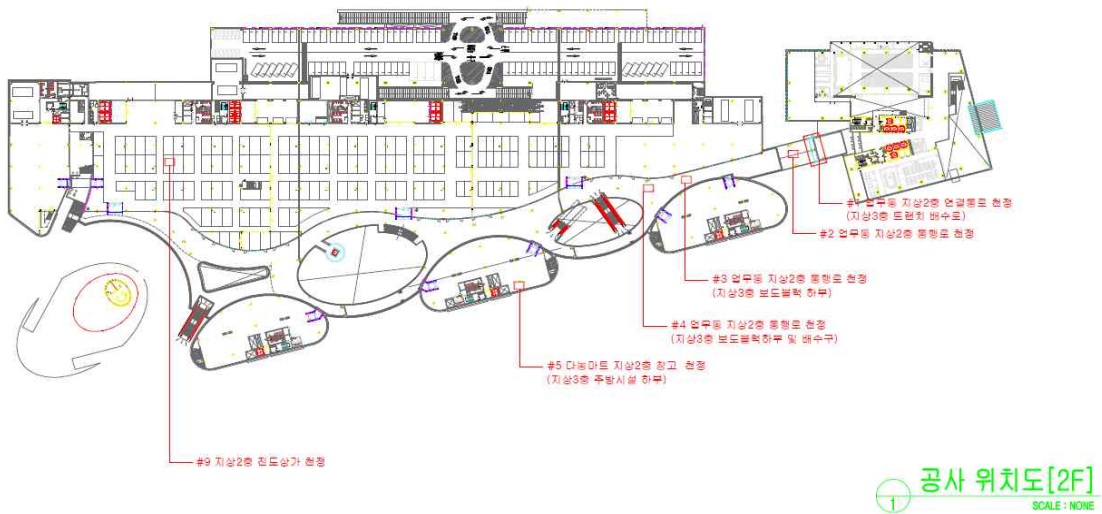 #1 업무동 지상2층 연결통로 천정
(지상3층 트랜치 배수로)
#2 업무동 지상2층 통행로 천정
#3 업무동 지상2층 통행로 천정
(지상3층 보도블럭 하부)
#4 업무동 지상2층 통행로 천정
(지상3층 보도블럭하부 및 배수구)
#5 다농마트 지상2층 창고 천정
(지상3층 주방시설 하부)
#9 지상2층 진도상가 천정
공사 위치도[2F]
1
SCALE : NONE